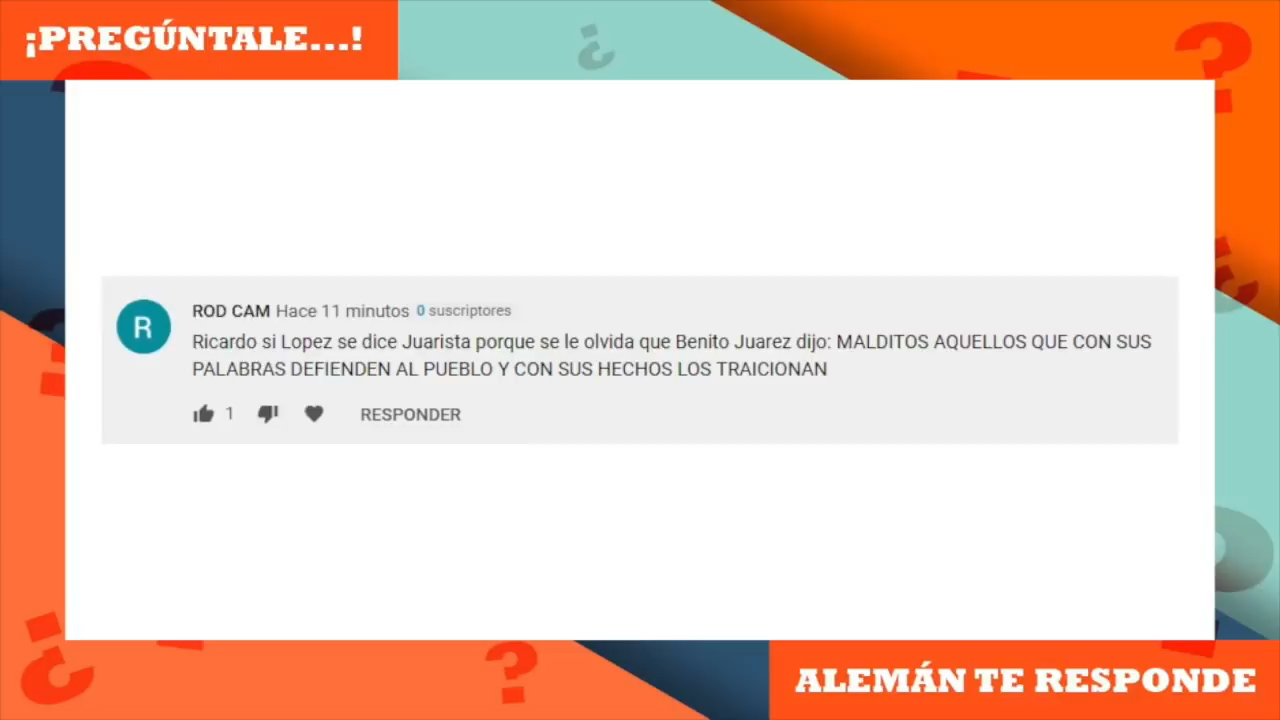 ¡PREGÚNTALE...!
R
ROD CAM Hace 11 minutos 0 suscriptores
Ricardo si Lopez se dice Juarista porque se le olvida que Benito Juarez dijo: MALDITOS AQUELLOS QUE CON SUS
PALABRAS DEFIENDEN AL PUEBLO Y CON SUS HECHOS LOS TRAICIONAN
1 RESPONDER
ALEMÁN TE RESPONDE